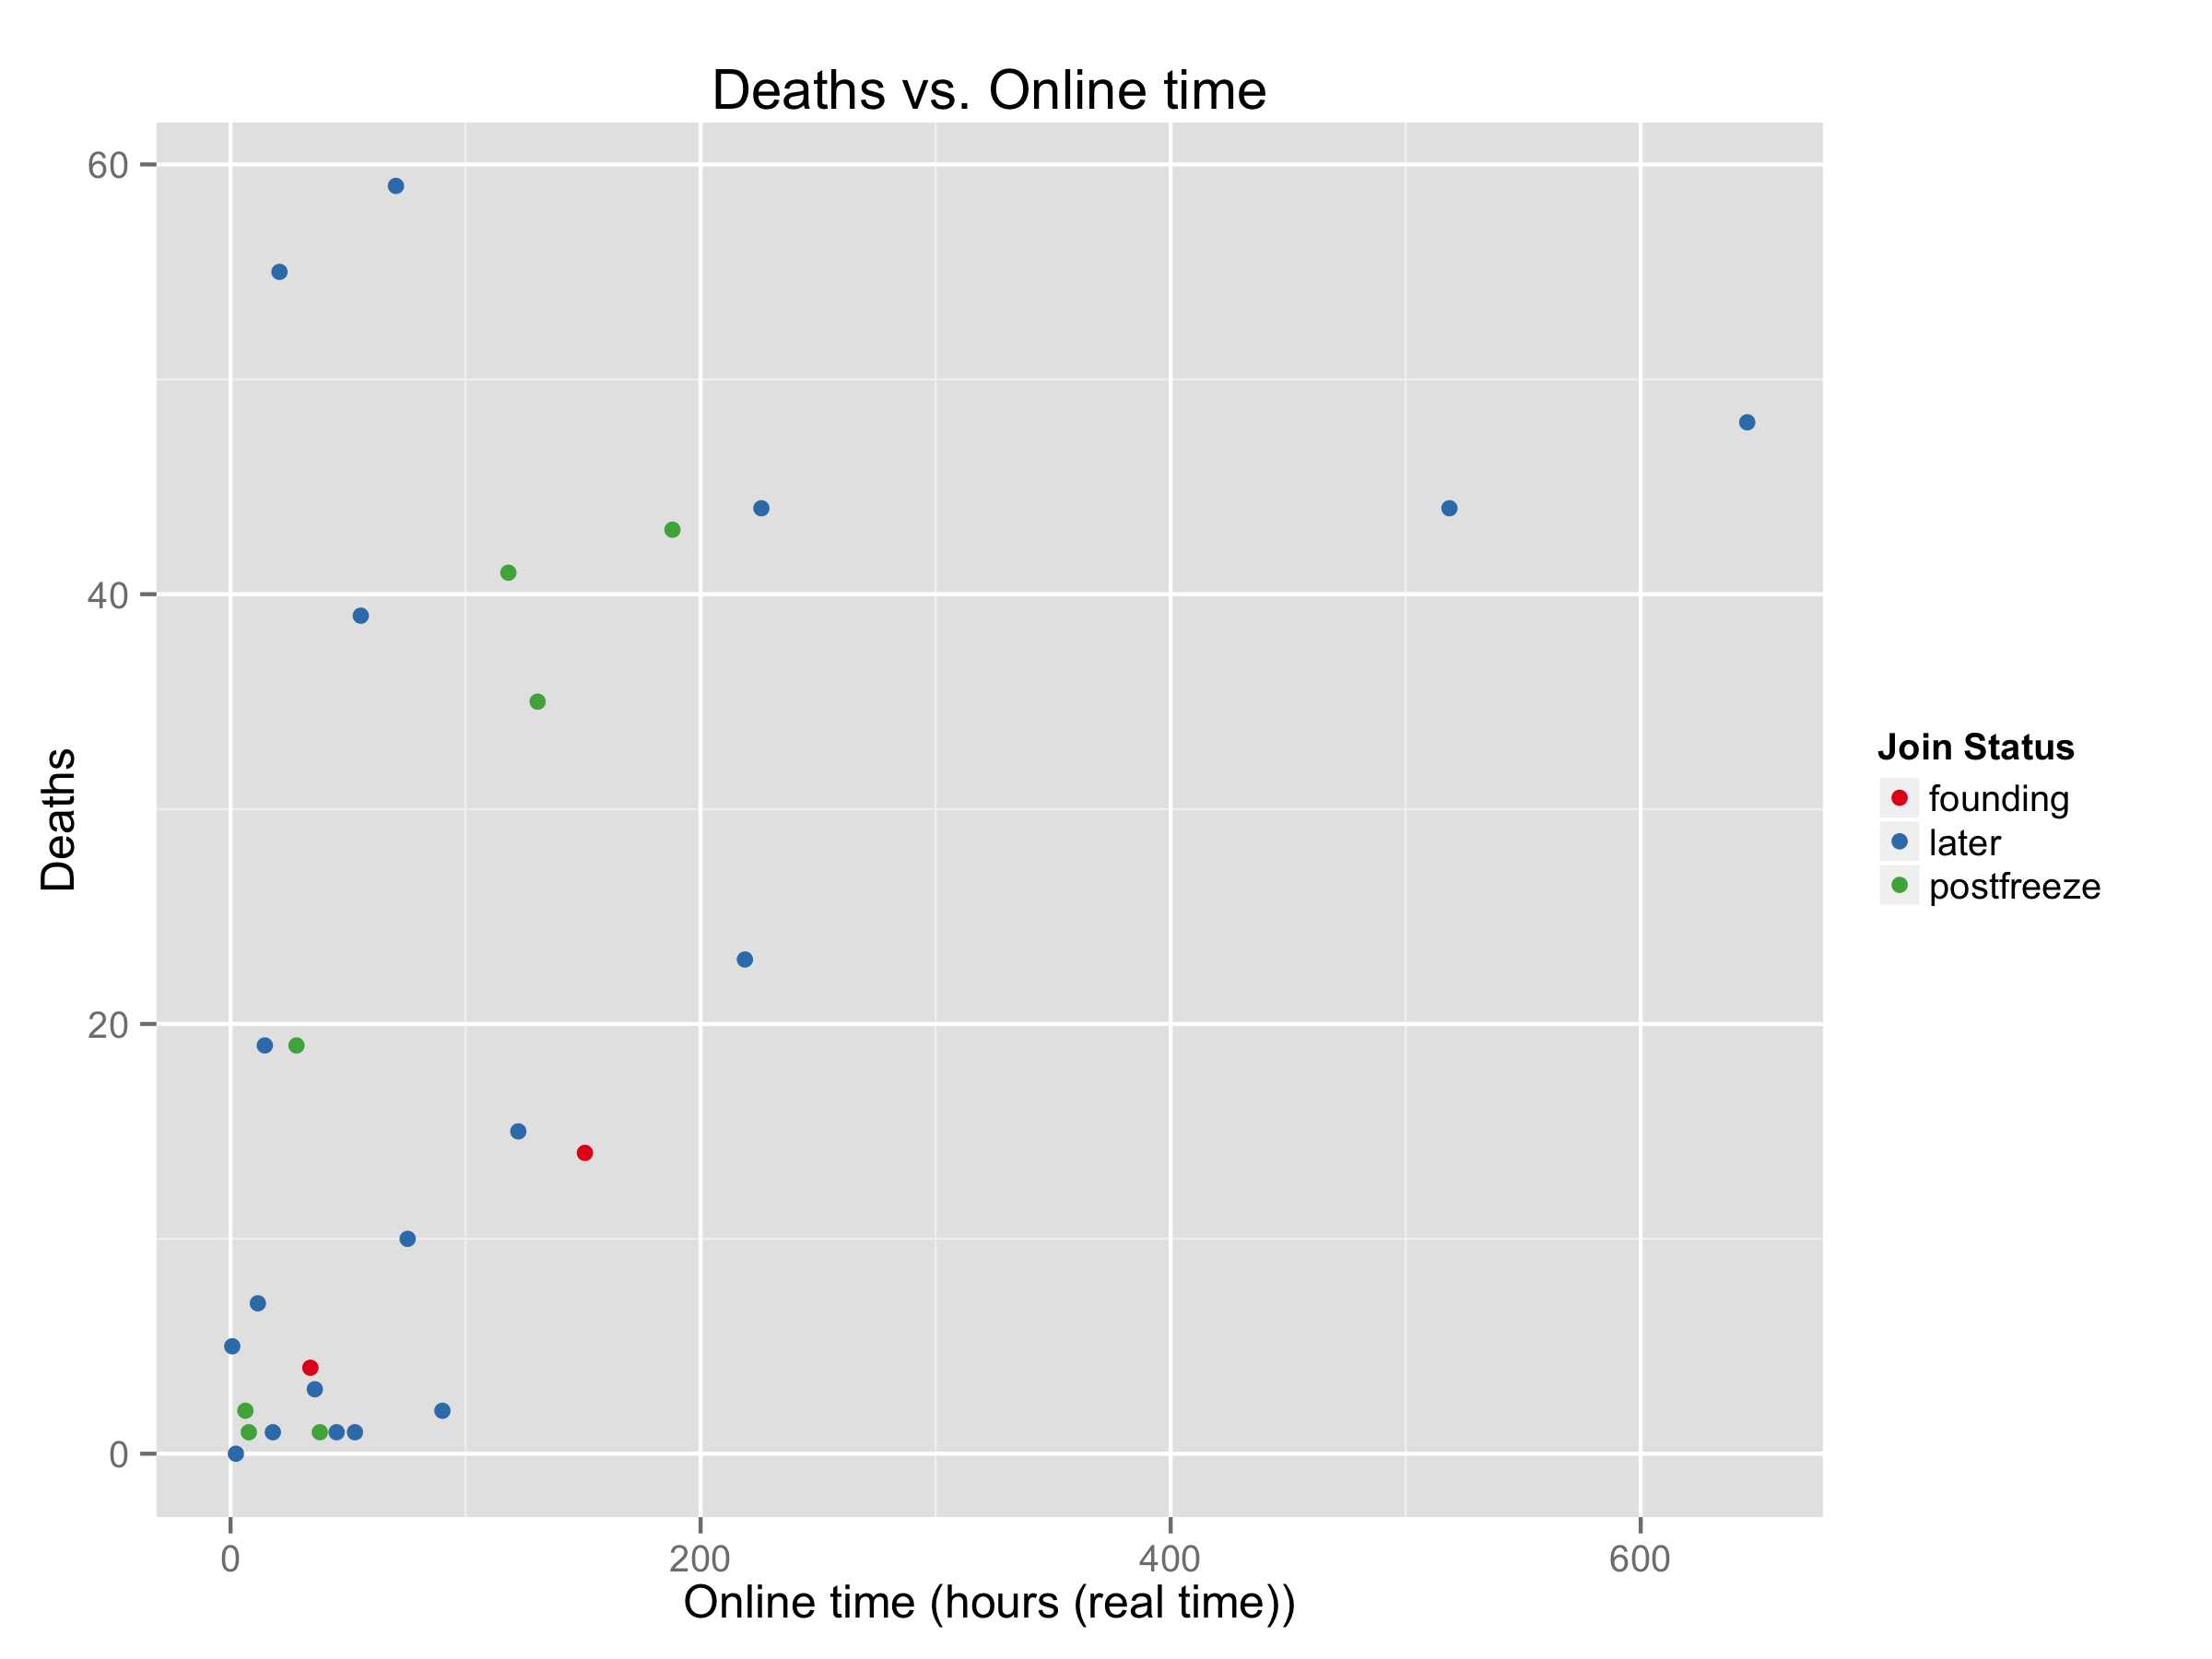 Deaths vs. Online time
60
40
20
0
Deaths
0 200 400 600
Online time (hours (real time))
Join Status
founding
later
postfreeze